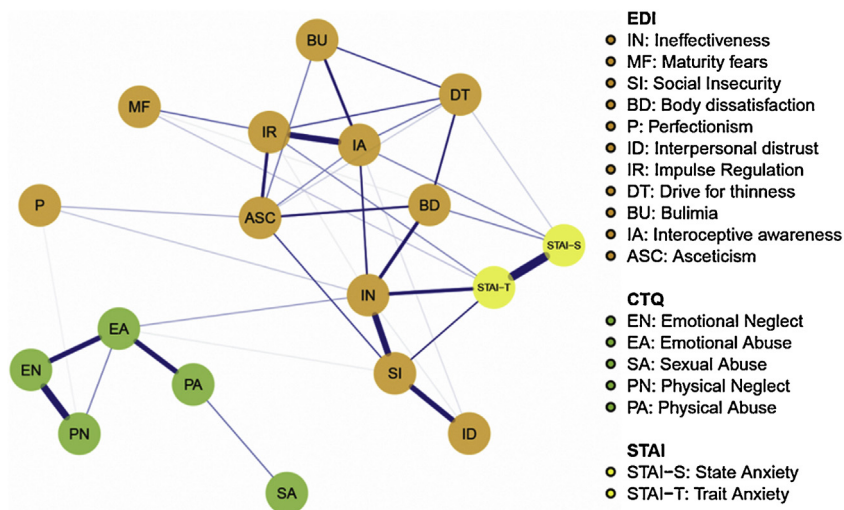 EDI
IN: Ineffectiveness
MF: Maturity fears
SI: Social Insecurity
BD: Body dissatisfaction
P: Perfectionism
ID: Interpersonal distrust
IR: Impulse Regulation
DT: Drive for thinness
BU: Bulimia
IA: Interoceptive awareness
ASC: Asceticism
CTQ
EN: Emotional Neglect
EA: Emotional Abuse
SA: Sexual Abuse
PN: Physical Neglect
PA: Physical Abuse
STAI
STAI-S: State Anxiety
STAI-T: Trait Anxiety
BU
DT
MF
IR
IA
P
ASC
BD
STAI-S
STAI-T
IN
EA
EN
PA
SI
PN
ID
SA